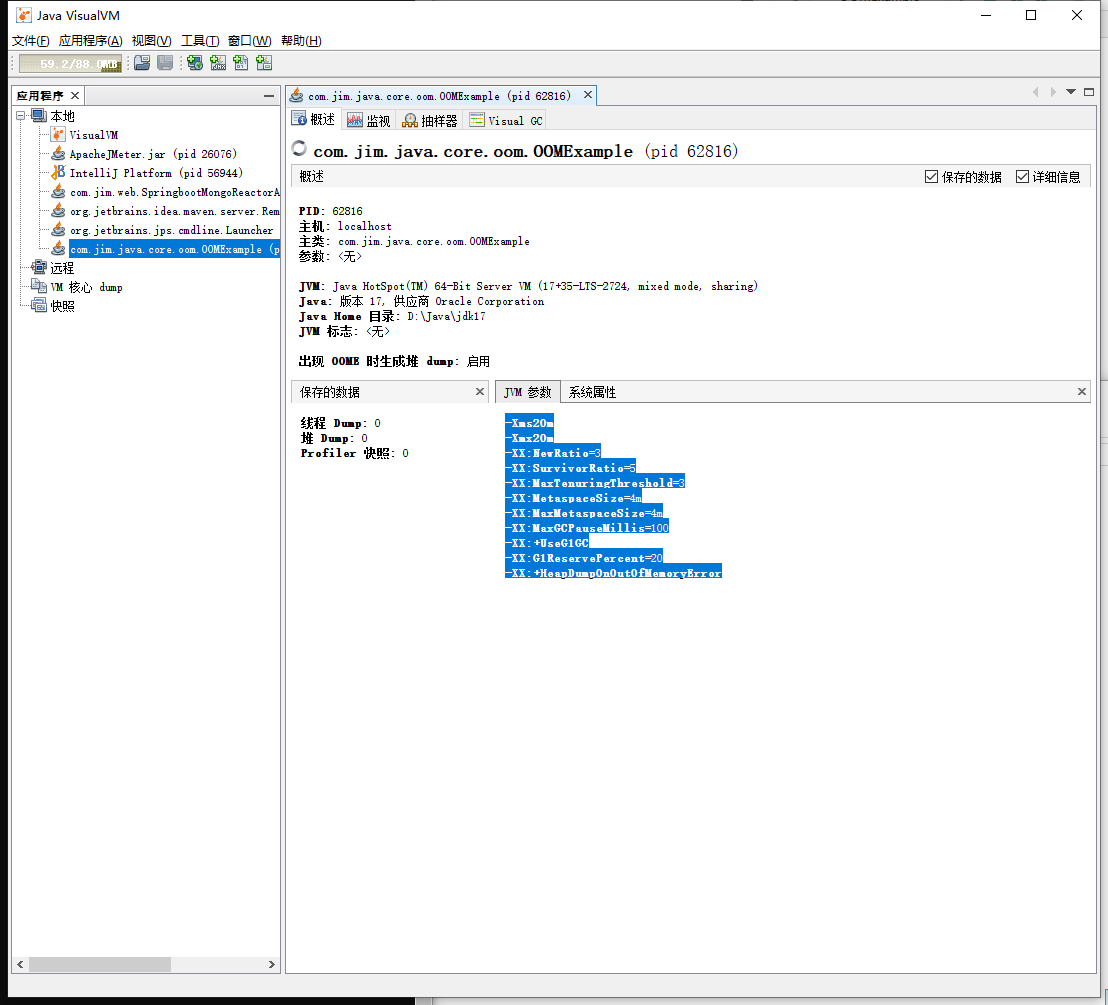 Java VisualVM
文件(F) 应用程序(A) 视图(V) 工具(T) 窗口(W) 帮助(H)
59.2/88.0MB
应用程序
本地
VisualVM
ApacheJMeter.jar (pid 26076)
IntelliJ Platform (pid 56944)
com.jim.web.SpringbootMongoReactorA
org.jetbrains.idea.maven.server.Rem
org.jetbrains.jps.cmdline.Launcher
com.jim.java.core.oom.OOMExample (p
远程
VM 核心 dump
快照
com.jim.java.core.oom.OOMExample (pid 62816)
概述 监视 抽样器 Visual GC
com.jim.java.core.oom.OOMExample (pid 62816)
概述 保存的数据 详细信息
PID: 62816
主机: localhost
主类: com.jim.java.core.oom.OOMExample
参数: <无>
JVM: Java HotSpot(TM) 64-Bit Server VM (17+35-LTS-2724, mixed mode, sharing)
Java: 版本 17, 供应商 Oracle Corporation
Java Home 目录: D:\Java\jdk17
JVM 标志: <无>
出现 OOME 时生成堆 dump: 启用
保存的数据
线程 Dump: 0
堆 Dump: 0
Profiler 快照: 0
JVM 参数 系统属性
-Xms20m
-Xmx20m
-XX:NewRatio=3
-XX:SurvivorRatio=5
-XX:MaxTenuringThreshold=3
-XX:MetaspaceSize=4m
-XX:MaxMetaspaceSize=4m
-XX:MaxGCPauseMillis=100
-XX:+UseG1GC
-XX:G1ReservePercent=20
-XX:+HeapDumpOnOutOfMemoryError